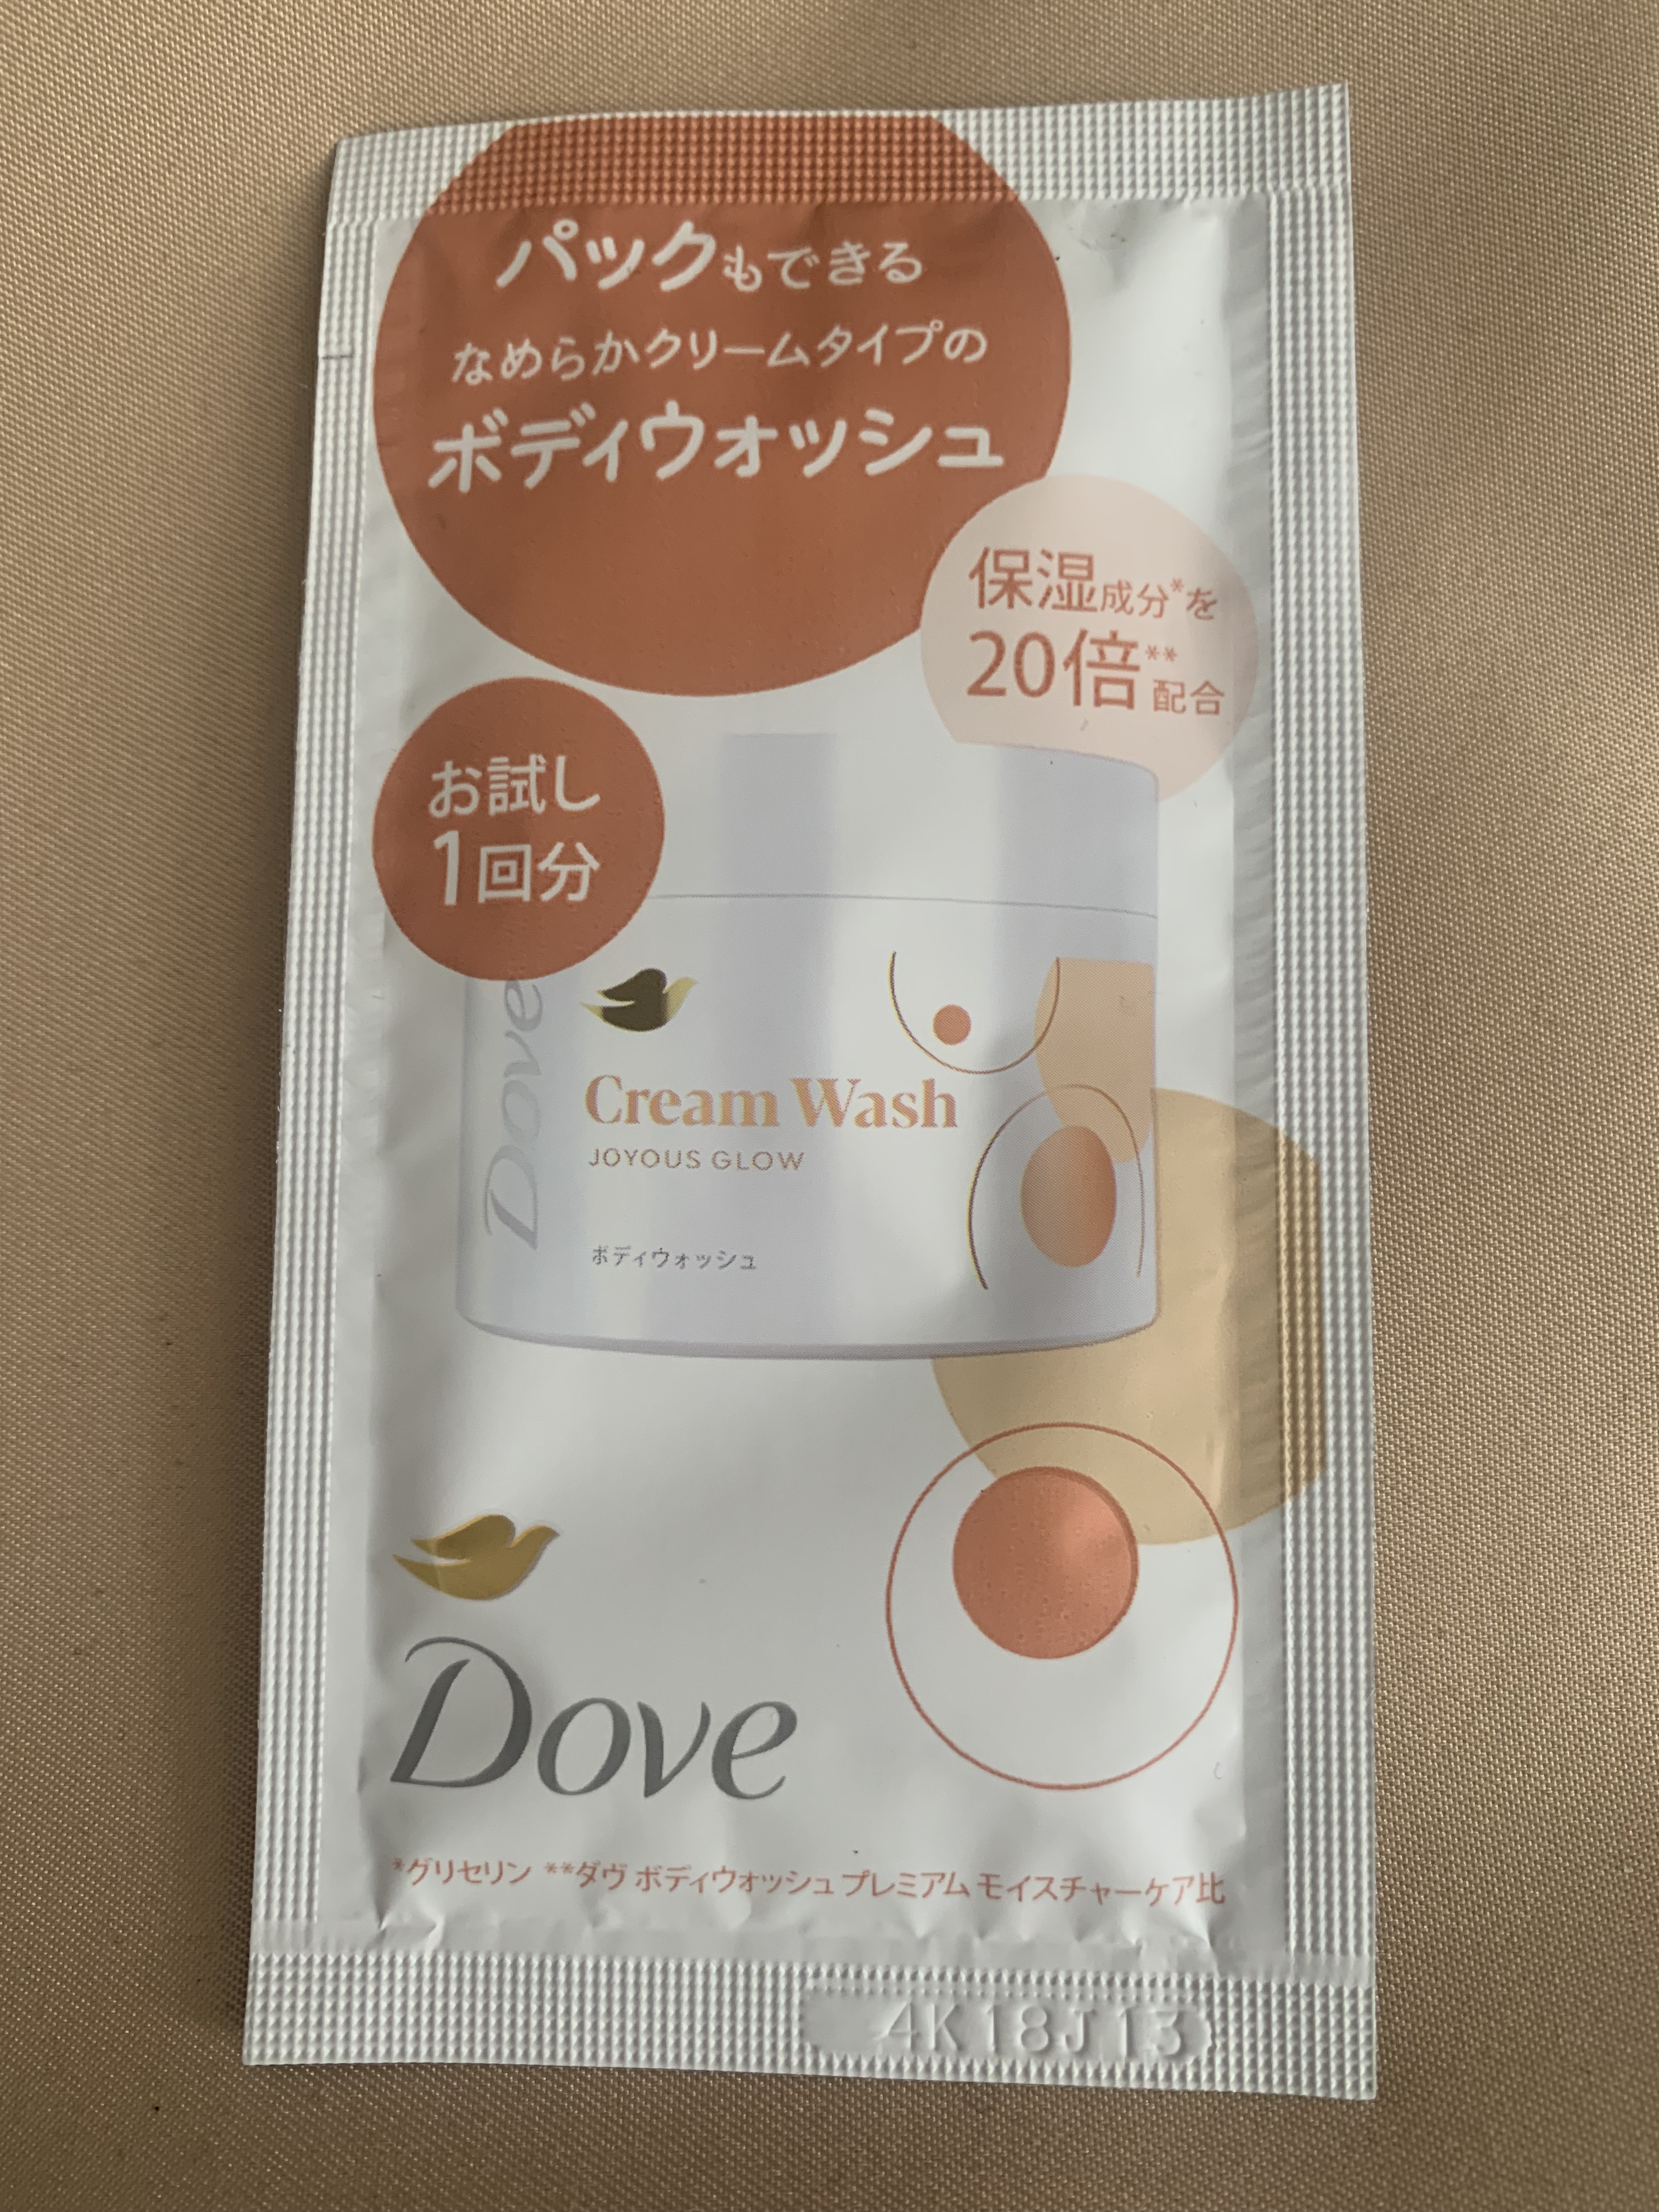 パックもできる
なめらかクリームタイプの
ボディウォッシュ
保湿成分*を
20倍**配合
お試し
1回分
Dove
Cream Wash
JOYOUS GLOW
ボディウォッシュ
Dove
*グリセリン **ダヴ ボディウォッシュ プレミアム モイスチャーケア比
4K18J13